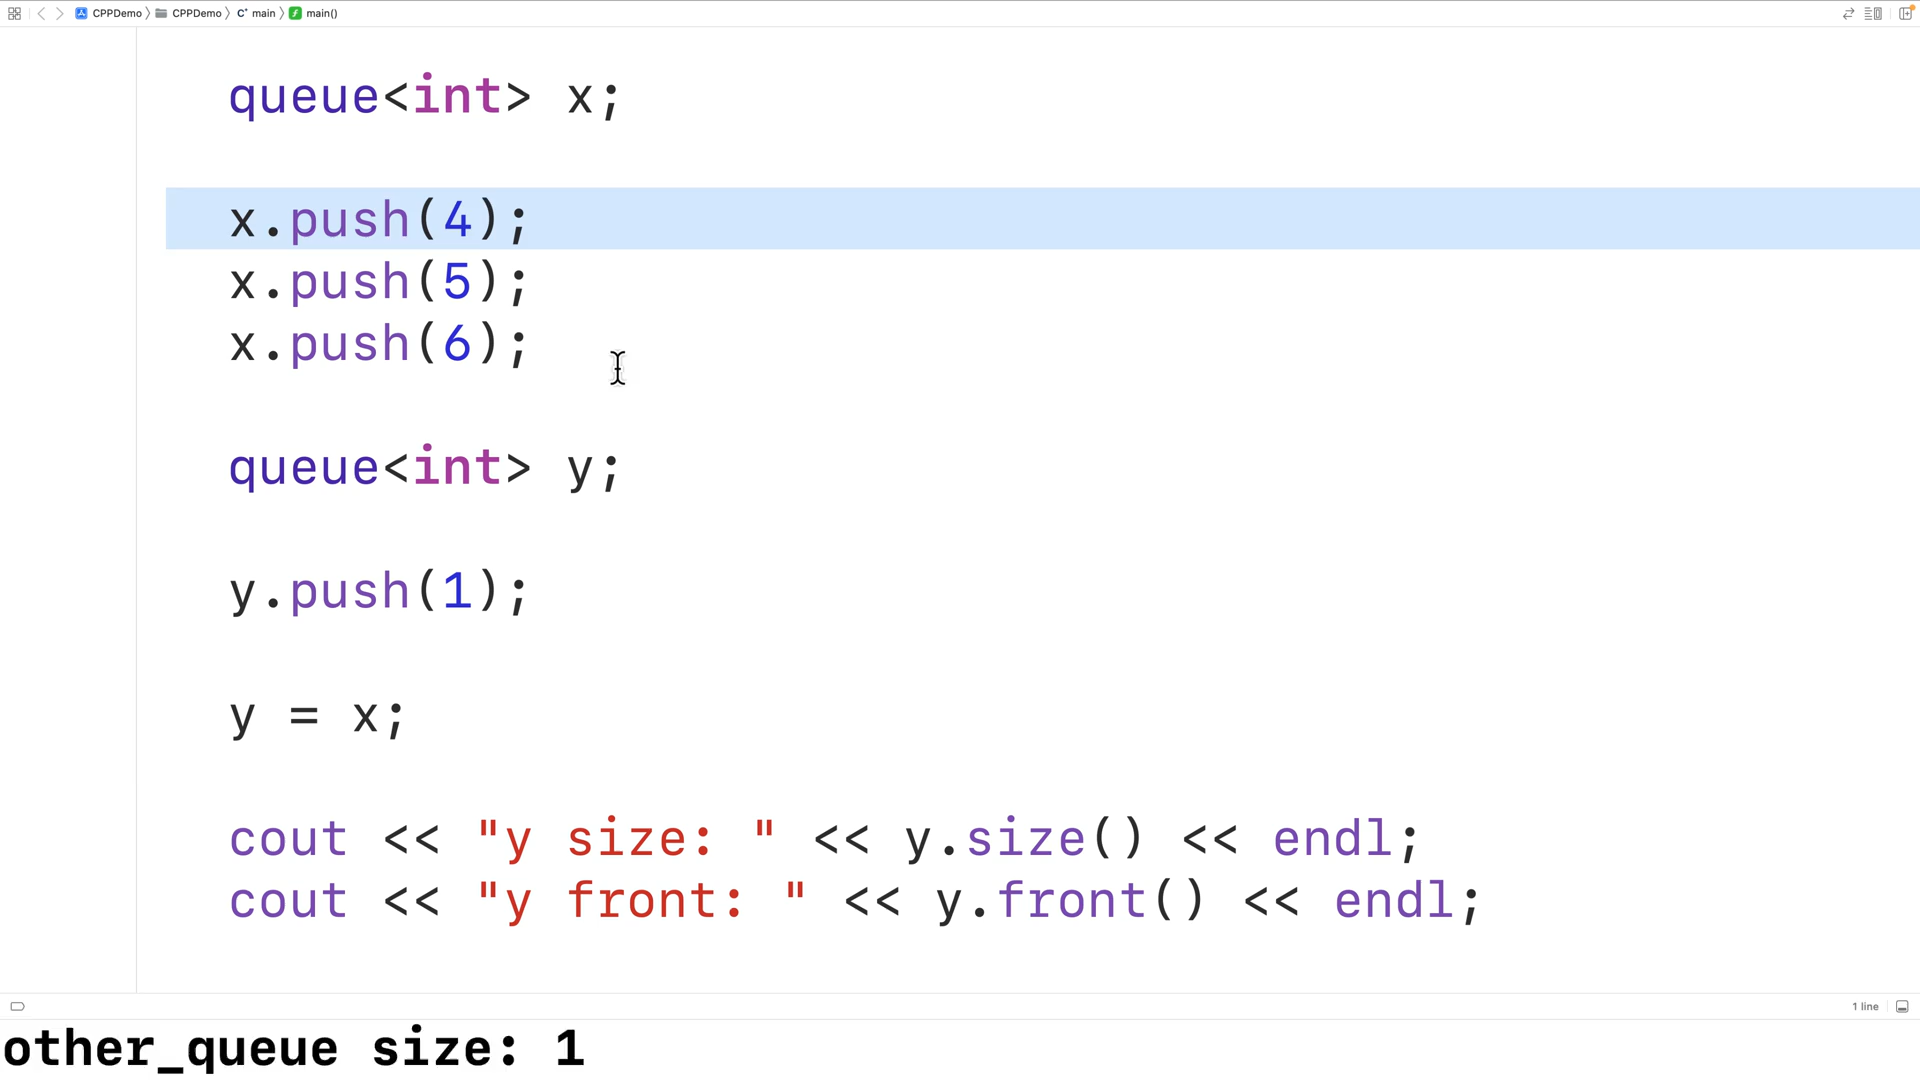 CPPDemo 〉 CPPDemo 〉 C+ main 〉 f main()
queue<int> x;
x.push(4);
x.push(5);
x.push(6);
queue<int> y;
y.push(1);
y = x;
cout << "y size: " << y.size() << endl;
cout << "y front: " << y.front() << endl;
1 line
other_queue size: 1